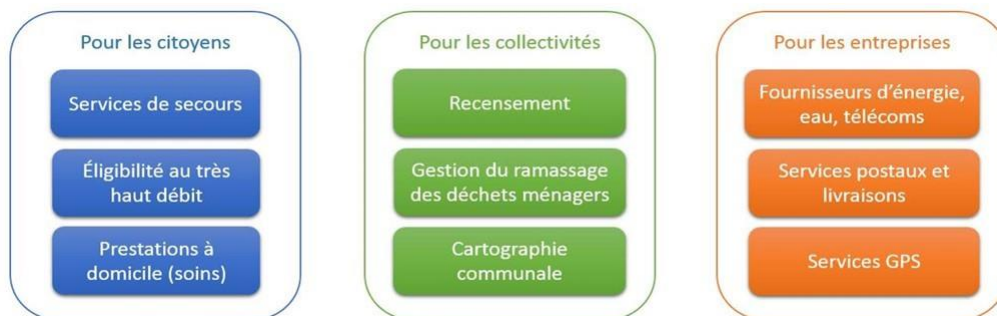 Pour les citoyens
Services de secours
Éligibilité au très
haut débit
Prestations à
domicile (soins)
Pour les collectivités
Recensement
Gestion du ramassage
des déchets ménagers
Cartographie
communale
Pour les entreprises
Fournisseurs d'énergie,
eau, télécoms
Services postaux et
livraisons
Services GPS